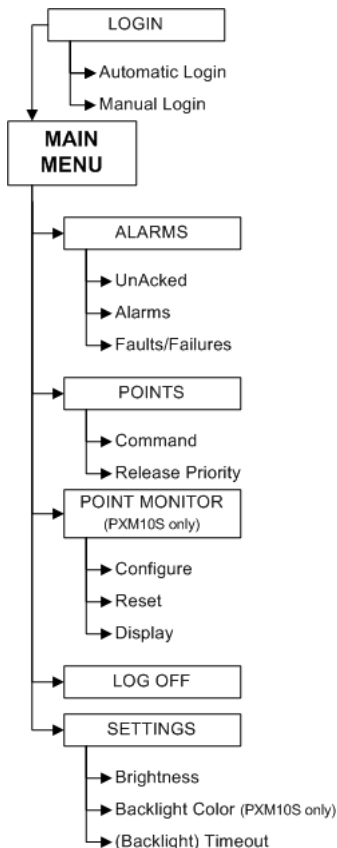 LOGIN
Automatic Login
Manual Login
MAIN
MENU
ALARMS
UnAcked
Alarms
Faults/Failures
POINTS
Command
Release Priority
POINT MONITOR
(PXM10S only)
Configure
Reset
Display
LOG OFF
SETTINGS
Brightness
Backlight Color (PXM10S only)
(Backlight) Timeout